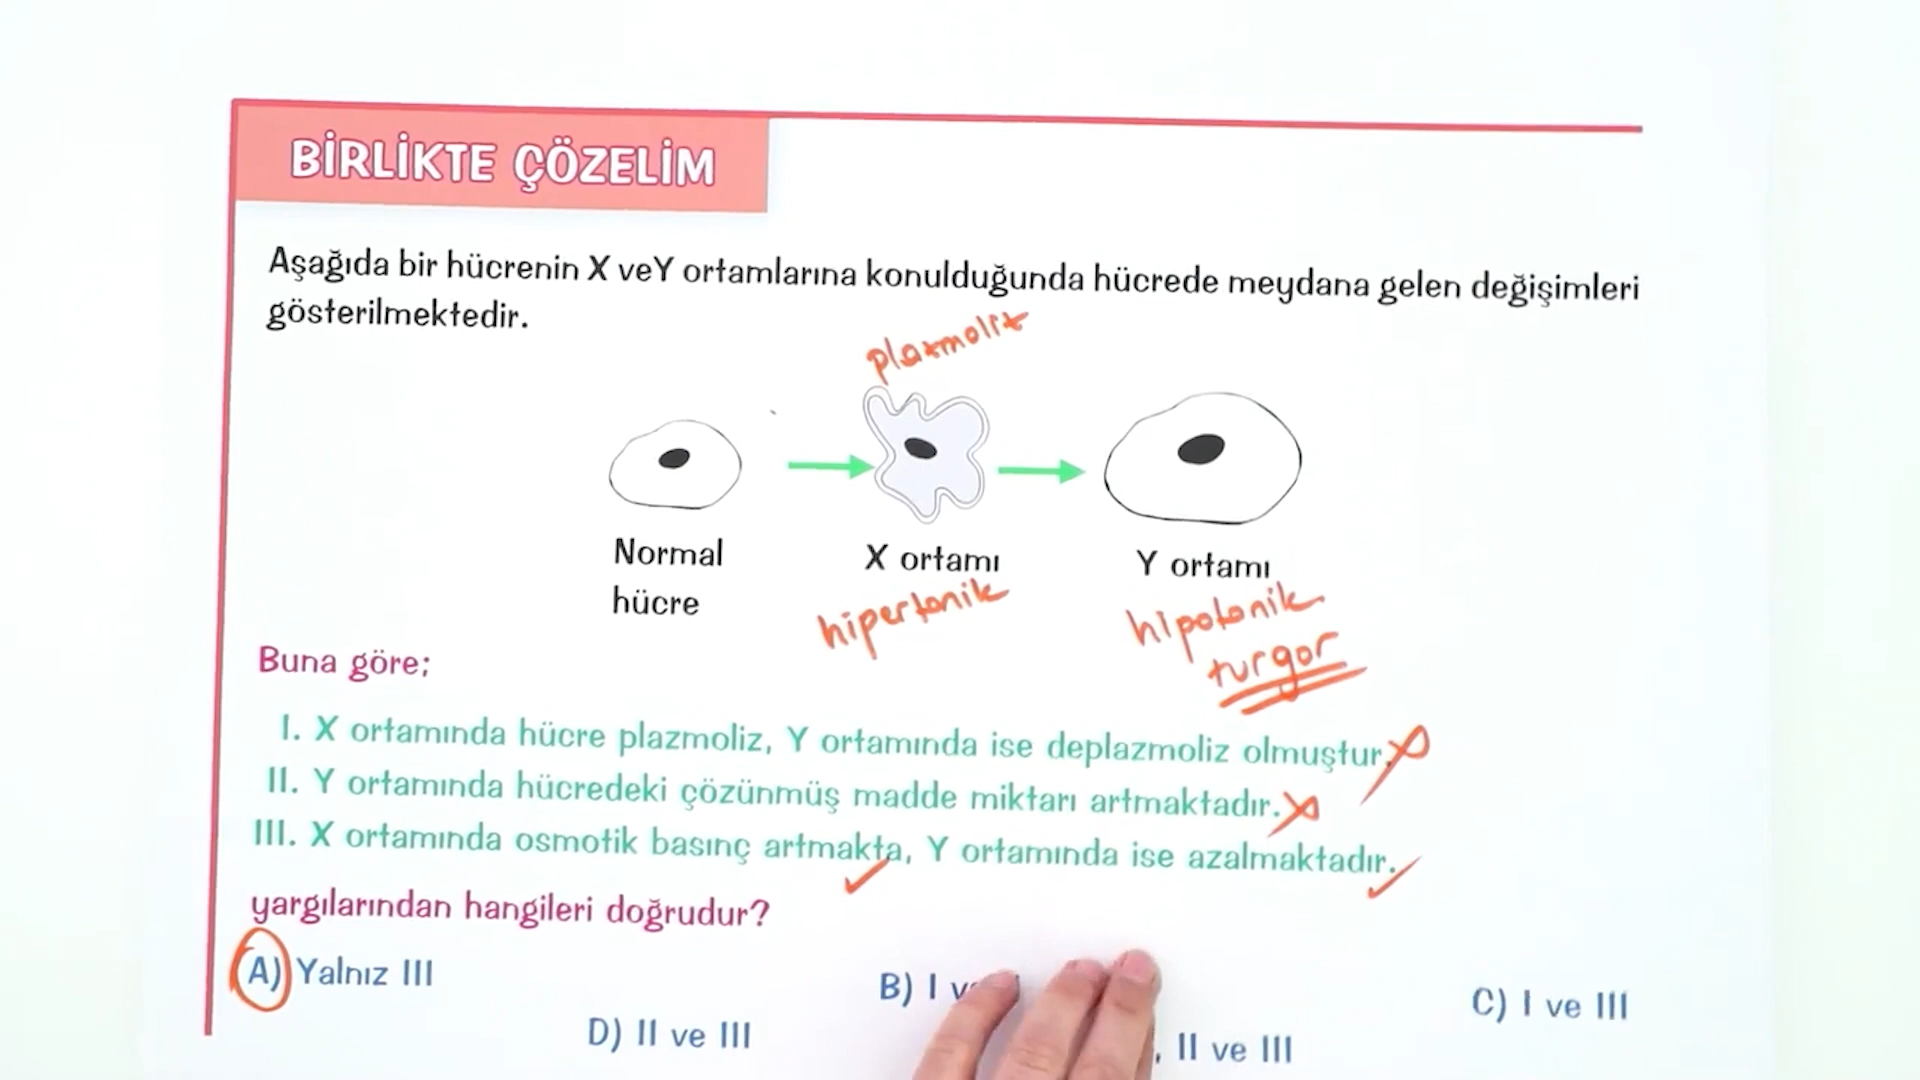 BİRLİKTE ÇÖZELİM
Aşağıda bir hücrenin X veY ortamlarına konulduğunda hücrede meydana gelen değişimleri
gösterilmektedir.
plazmoliz
Normal
hücre
X ortamı
Y ortamı
hipertonik
hipotonik
turgor
Buna göre;
I. X ortamında hücre plazmoliz, Y ortamında ise deplazmoliz olmuştur.
II. Y ortamında hücredeki çözünmüş madde miktarı artmaktadır.
III. X ortamında osmotik basınç artmakta, Y ortamında ise azalmaktadır.
yargılarından hangileri doğrudur?
A) Yalnız III
B) I
C) I ve III
D) II ve III
, II ve III